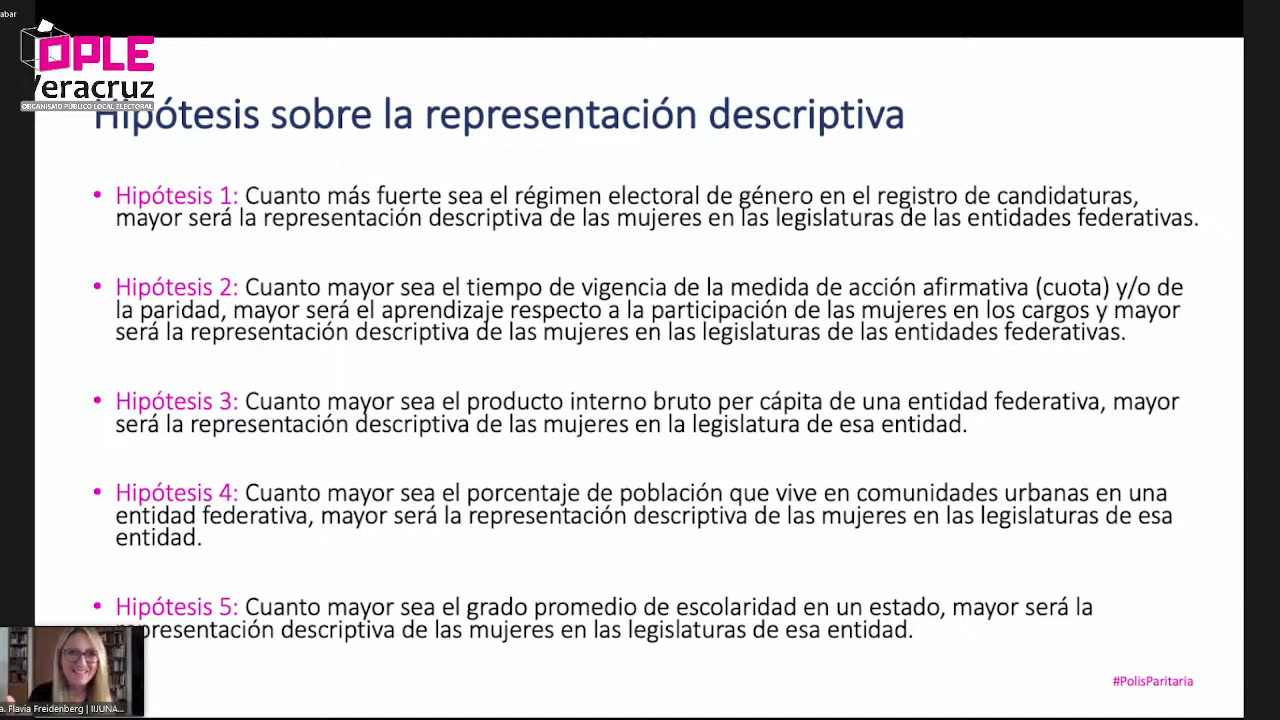 abar
OPLE
Veracruz
ORGANISMO PÚBLICO LOCAL ELECTORAL
Hipótesis sobre la representación descriptiva
• Hipótesis 1: Cuanto más fuerte sea el régimen electoral de género en el registro de candidaturas,
mayor será la representación descriptiva de las mujeres en las legislaturas de las entidades federativas.
• Hipótesis 2: Cuanto mayor sea el tiempo de vigencia de la medida de acción afirmativa (cuota) y/o de
la paridad, mayor será el aprendizaje respecto a la participación de las mujeres en los cargos y mayor
será la representación descriptiva de las mujeres en las legislaturas de las entidades federativas.
• Hipótesis 3: Cuanto mayor sea el producto interno bruto per cápita de una entidad federativa, mayor
será la representación descriptiva de las mujeres en la legislatura de esa entidad.
• Hipótesis 4: Cuanto mayor sea el porcentaje de población que vive en comunidades urbanas en una
entidad federativa, mayor será la representación descriptiva de las mujeres en las legislaturas de esa
entidad.
• Hipótesis 5: Cuanto mayor sea el grado promedio de escolaridad en un estado, mayor será la
representación descriptiva de las mujeres en las legislaturas de esa entidad.
#PolisParitaria
a. Flavia Freidenberg | IIJUNA...